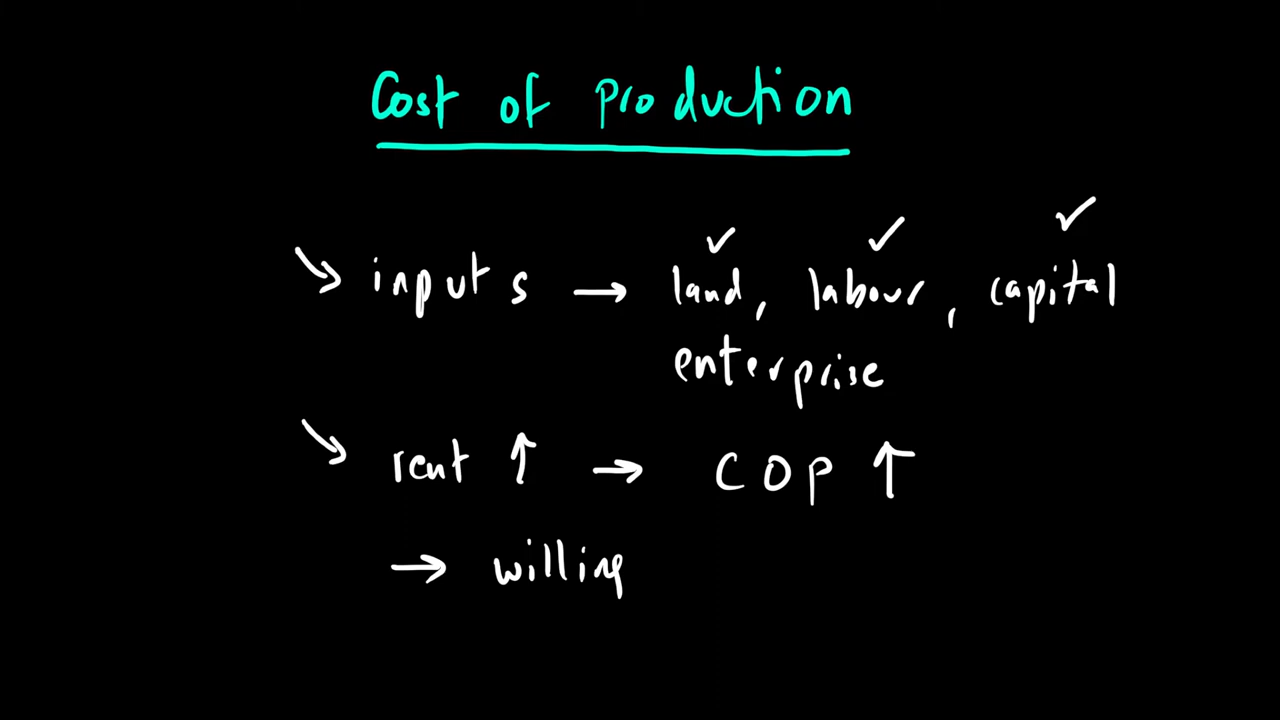 Cost of production
↘ inputs → land, labour, capital
enterprise
↘ rent ↑ → COP ↑
→ willing